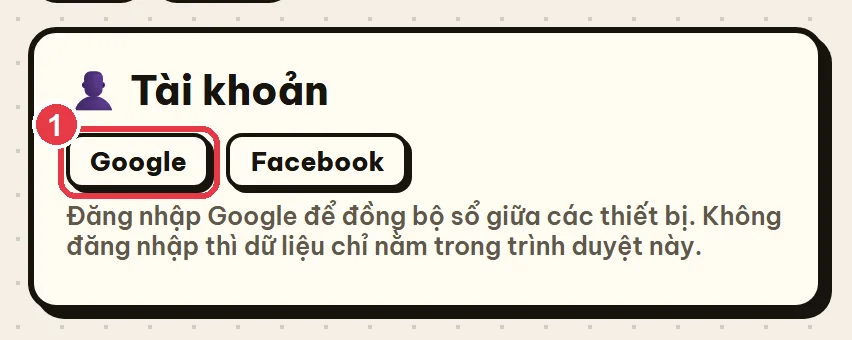 Tài khoản
1
Google
Facebook
Đăng nhập Google để đồng bộ sổ giữa các thiết bị. Không
đăng nhập thì dữ liệu chỉ nằm trong trình duyệt này.